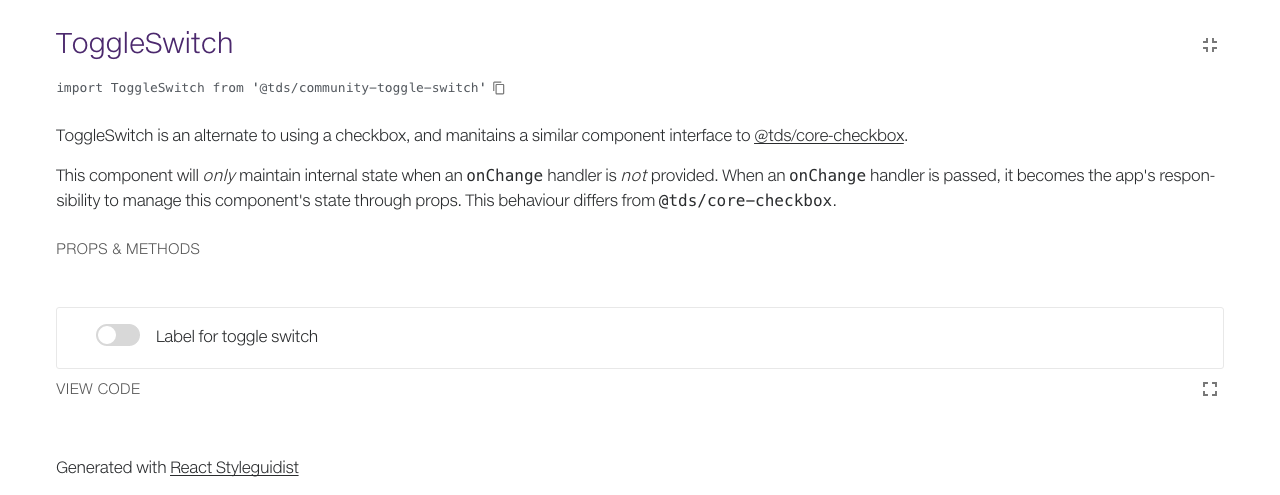 ToggleSwitch
import ToggleSwitch from '@tds/community-toggle-switch'
ToggleSwitch is an alternate to using a checkbox, and manitains a similar component interface to @tds/core-checkbox.
This component will only maintain internal state when an onChange handler is not provided. When an onChange handler is passed, it becomes the app's respon-
sibility to manage this component's state through props. This behaviour differs from @tds/core-checkbox.
PROPS & METHODS
Label for toggle switch
VIEW CODE
Generated with React Styleguidist